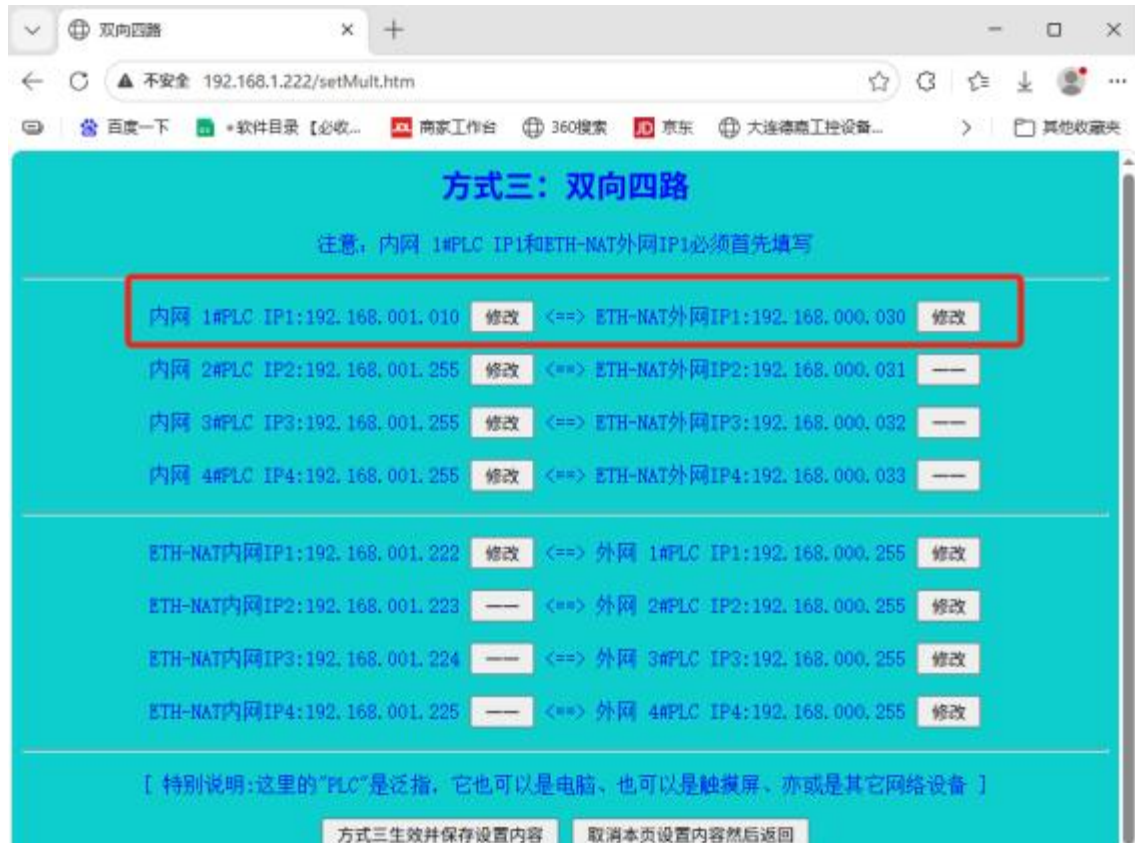 双向四路
不安全 192.168.1.222/setMult.htm
百度一下 +软件目录【必收... JDL 商家工作台 360搜索 JD 京东 大连德嘉工控设备... 其他收藏夹
方式三：双向四路
注意，内网 1#PLC IP1和ETH-NAT外网IP1必须首先填写
内网 1#PLC IP1:192.168.001.010 修改 <==> ETH-NAT外网IP1:192.168.000.030 修改
内网 2#PLC IP2:192.168.001.255 修改 <==> ETH-NAT外网IP2:192.168.000.031 ——
内网 3#PLC IP3:192.168.001.255 修改 <==> ETH-NAT外网IP3:192.168.000.032 ——
内网 4#PLC IP4:192.168.001.255 修改 <==> ETH-NAT外网IP4:192.168.000.033 ——
ETH-NAT内网IP1:192.168.001.222 修改 <==> 外网 1#PLC IP1:192.168.000.255 修改
ETH-NAT内网IP2:192.168.001.223 —— <==> 外网 2#PLC IP2:192.168.000.255 修改
ETH-NAT内网IP3:192.168.001.224 —— <==> 外网 3#PLC IP3:192.168.000.255 修改
ETH-NAT内网IP4:192.168.001.225 —— <==> 外网 4#PLC IP4:192.168.000.255 修改
[ 特别说明:这里的"PLC"是泛指，它也可以是电脑、也可以是触摸屏、亦或是其它网络设备 ]
方式三生效并保存设置内容 取消本页设置内容然后返回